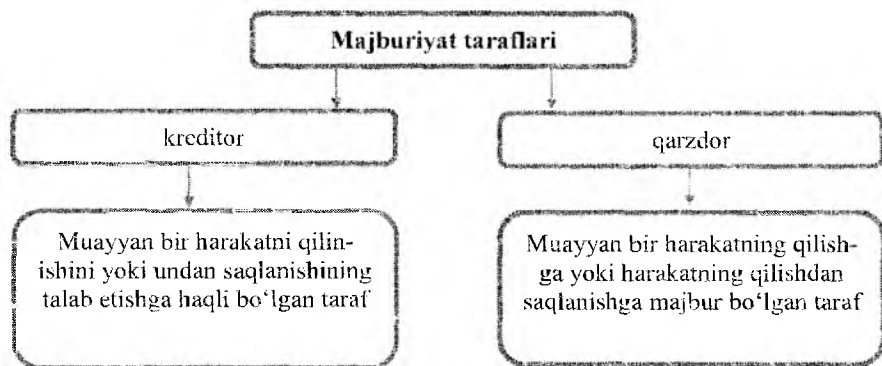 Majburiyat taraflari
kreditor
qarzdor
Muayyan bir harakatni qilin-
ishini yoki undan saqlanishining
talab etishga haqli bo‘lgan taraf
Muayyan bir harakatning qilish-
ga yoki harakatning qilishdan
saqlanishga majbur bo‘lgan taraf